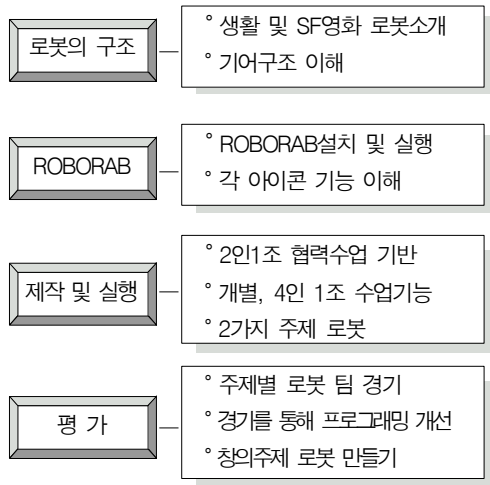 로봇의 구조
° 생활 및 SF영화 로봇소개
° 기어구조 이해
ROBORAB
° ROBORAB설치 및 실행
° 각 아이콘 기능 이해
제작 및 실행
° 2인1조 협력수업 기반
° 개별, 4인 1조 수업기능
° 2가지 주제 로봇
평 가
° 주제별 로봇 팀 경기
° 경기를 통해 프로그래밍 개선
° 창의주제 로봇 만들기